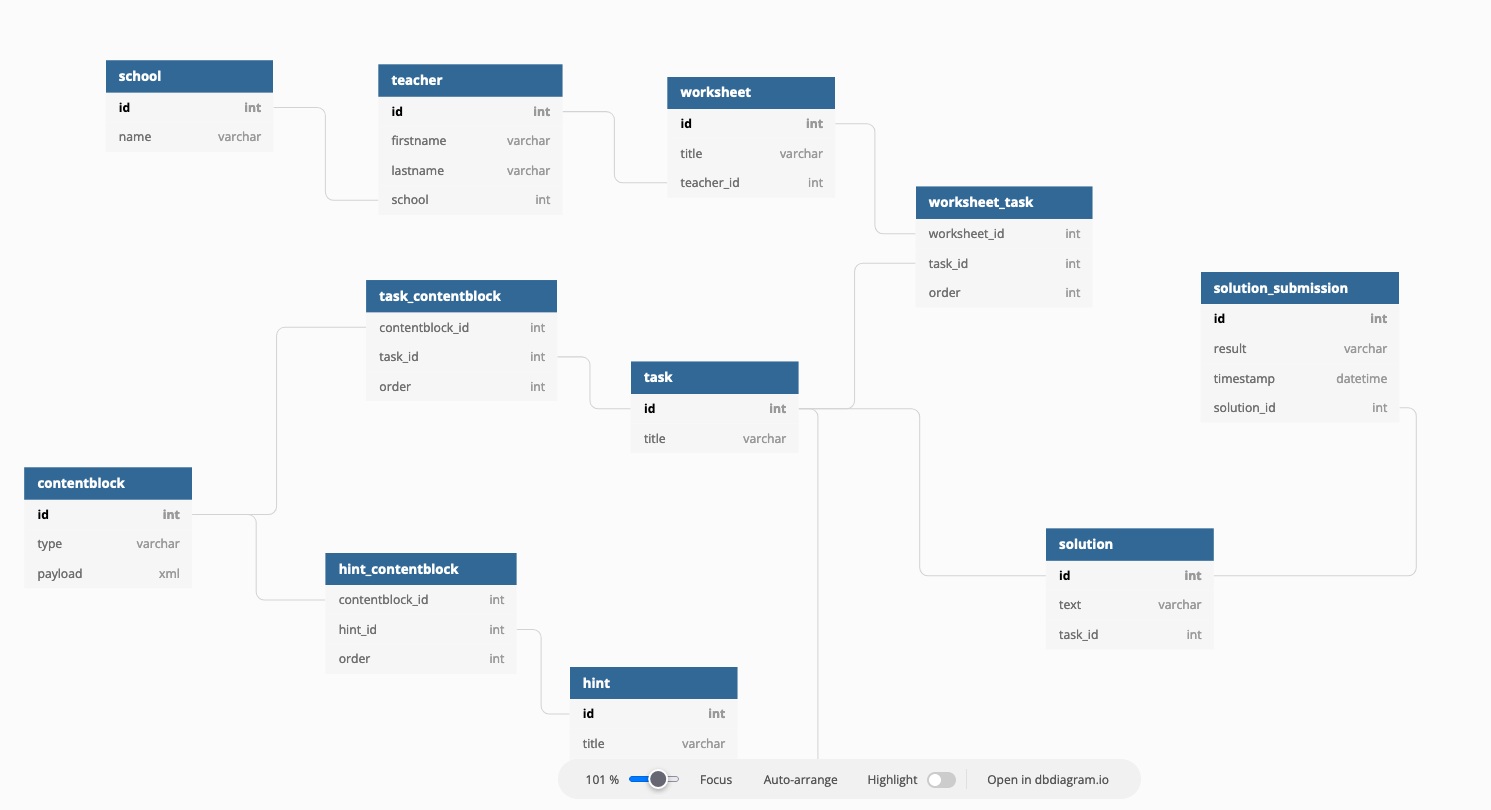 school
id int
name varchar
teacher
id int
firstname varchar
lastname varchar
school int
worksheet
id int
title varchar
teacher_id int
worksheet_task
worksheet_id int
task_id int
order int
task_contentblock
contentblock_id int
task_id int
order int
solution_submission
id int
result varchar
timestamp datetime
solution_id int
task
id int
title varchar
contentblock
id int
type varchar
payload xml
hint_contentblock
contentblock_id int
hint_id int
order int
solution
id int
text varchar
task_id int
hint
id int
title varchar
101 % Focus Auto-arrange Highlight Open in dbdiagram.io